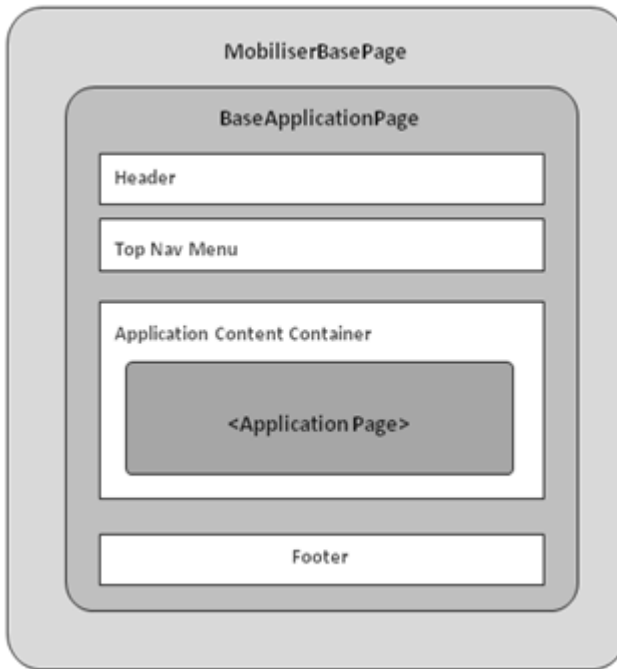 MobiliserBasePage
BaseApplicationPage
Header
Top Nav Menu
Application Content Container
<Application Page>
Footer